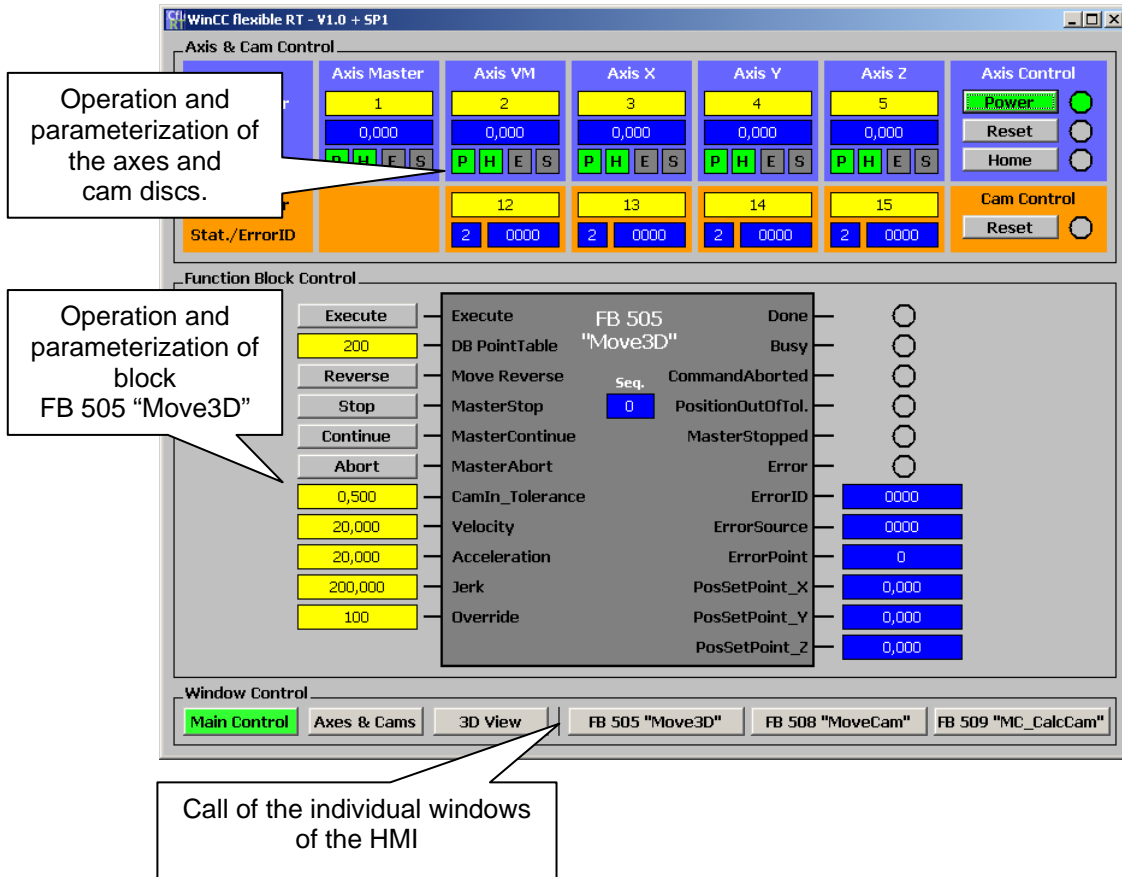 WinCC flexible RT - V1.0 + SP1
Axis & Cam Control
Axis Master Axis VM Axis X Axis Y Axis Z Axis Control
1 2 3 4 5 Power
0,000 0,000 0,000 0,000 0,000 Reset
P H E S P H E S P H E S P H E S P H E S Home
Operation and
parameterization of
the axes and
cam discs.
12 13 14 15 Cam Control
Stat./ErrorID 2 0000 2 0000 2 0000 2 0000 Reset
Function Block Control
Operation and
parameterization of
block
FB 505 “Move3D”
FB 505
"Move3D"
Seq.
0
Execute Execute Done
200 DB PointTable Busy
Reverse Move Reverse CommandAborted
Stop MasterStop PositionOutOfTol.
Continue MasterContinue MasterStopped
Abort MasterAbort Error
0,500 CamIn_Tolerance ErrorID 0000
20,000 Velocity ErrorSource 0000
20,000 Acceleration ErrorPoint 0
200,000 Jerk PosSetPoint_X 0,000
100 Override PosSetPoint_Y 0,000
PosSetPoint_Z 0,000
Window Control
Main Control Axes & Cams 3D View FB 505 "Move3D" FB 508 "MoveCam" FB 509 "MC_CalcCam"
Call of the individual windows
of the HMI